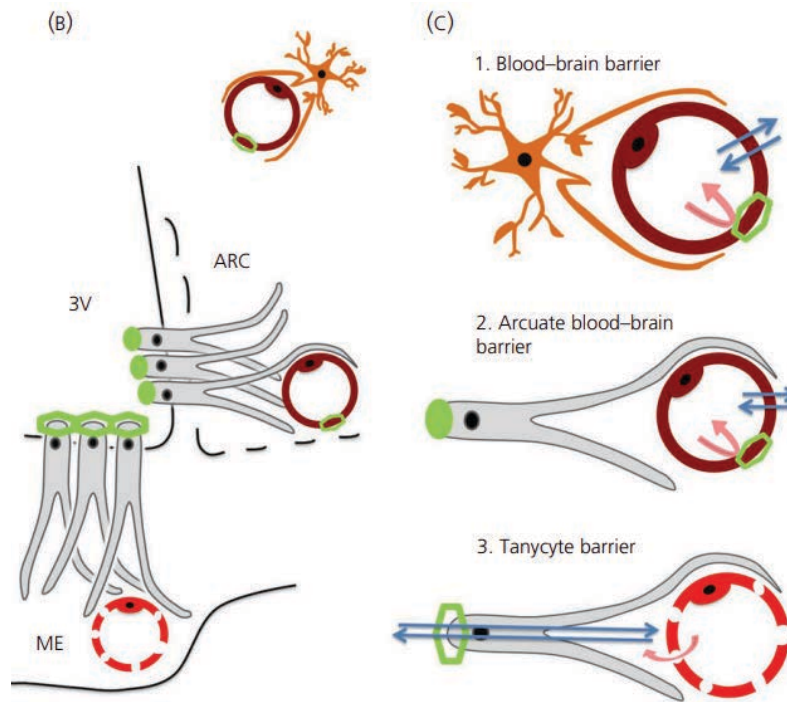 (B)
ARC
3V
ME
(C)
1. Blood–brain barrier
2. Arcuate blood–brain
barrier
3. Tanycyte barrier